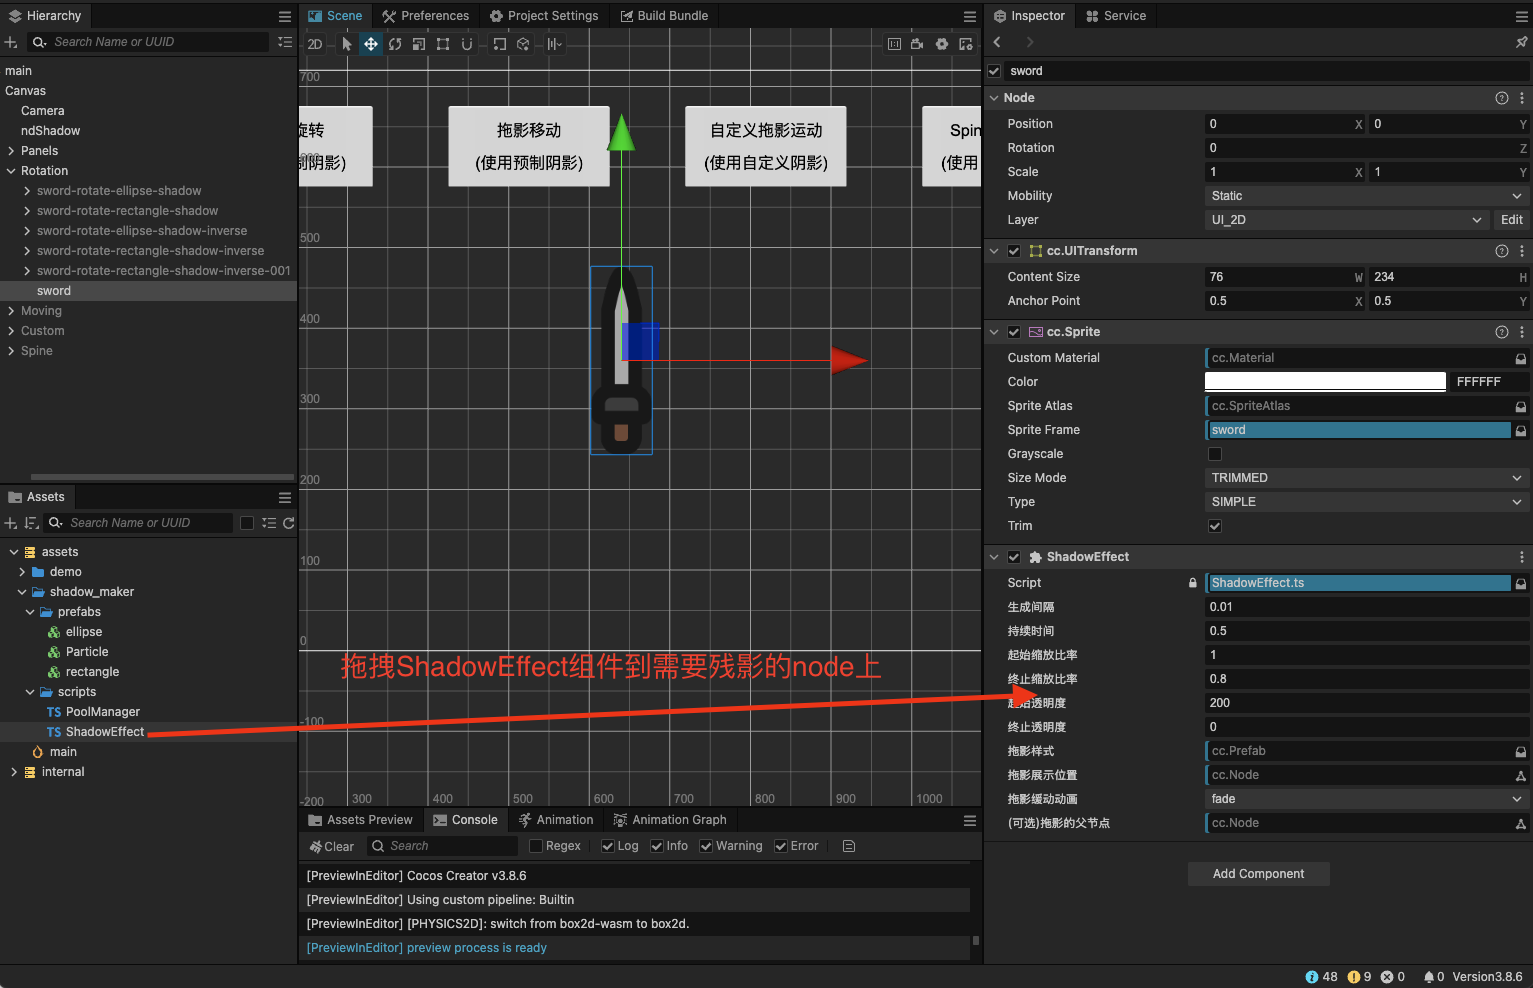 Hierarchy
Search Name or UUID
main
Canvas
Camera
ndShadow
Panels
Rotation
sword-rotate-ellipse-shadow
sword-rotate-rectangle-shadow
sword-rotate-ellipse-shadow-inverse
sword-rotate-rectangle-shadow-inverse
sword-rotate-rectangle-shadow-inverse-001
sword
Moving
Custom
Spine
Assets
Search Name or UUID
assets
demo
shadow_maker
prefabs
ellipse
Particle
rectangle
scripts
TS PoolManager
TS ShadowEffect
main
internal
Scene Preferences Project Settings Build Bundle
2D
700
旋转
拖影移动
(使用预制阴影)
自定义拖影运动
(使用自定义阴影)
Spin
(使用
制阴影)
600
500
400
300
200
100
0
-100
-200
300 400 500 600 700 800 900 1000
拖拽ShadowEffect组件到需要残影的node上
Assets Preview Console Animation Animation Graph
Clear Search Regex Log Info Warning Error
[PreviewInEditor] Cocos Creator v3.8.6
[PreviewInEditor] Using custom pipeline: Builtin
[PreviewInEditor] [PHYSICS2D]: switch from box2d-wasm to box2d.
[PreviewInEditor] preview process is ready
Inspector Service
sword
Node
Position 0 X 0 Y
Rotation 0 Z
Scale 1 X 1 Y
Mobility Static
Layer UI_2D Edit
cc.UITransform
Content Size 76 W 234 H
Anchor Point 0.5 X 0.5 Y
cc.Sprite
Custom Material cc.Material
Color FFFFFF
Sprite Atlas cc.SpriteAtlas
Sprite Frame sword
Grayscale
Size Mode TRIMMED
Type SIMPLE
Trim
ShadowEffect
Script ShadowEffect.ts
生成间隔 0.01
持续时间 0.5
起始缩放比率 1
终止缩放比率 0.8
起始透明度 200
终止透明度 0
拖影样式 cc.Prefab
拖影展示位置 cc.Node
拖影缓动动画 fade
(可选)拖影的父节点 cc.Node
Add Component
48 9 0 0 Version3.8.6